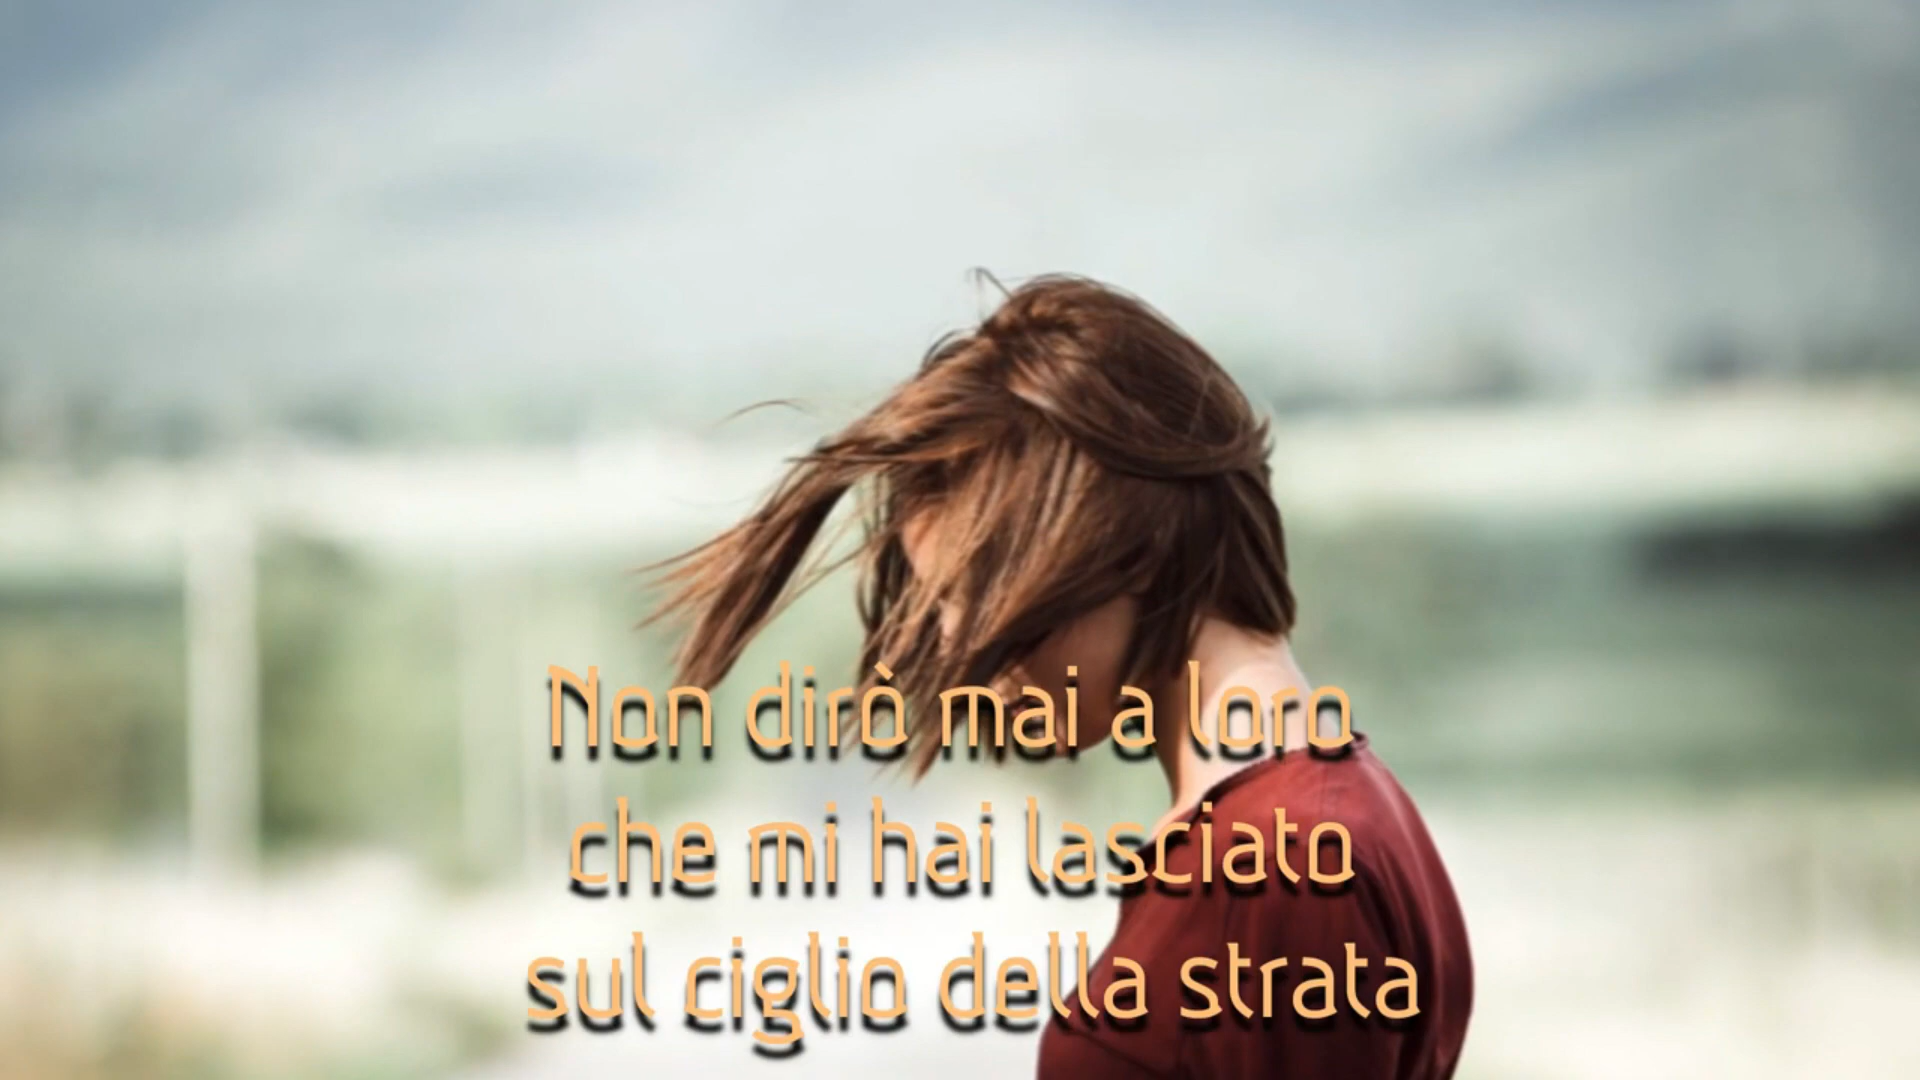 Non dirò mai a loro
che mi hai lasciato
sul ciglio della strata